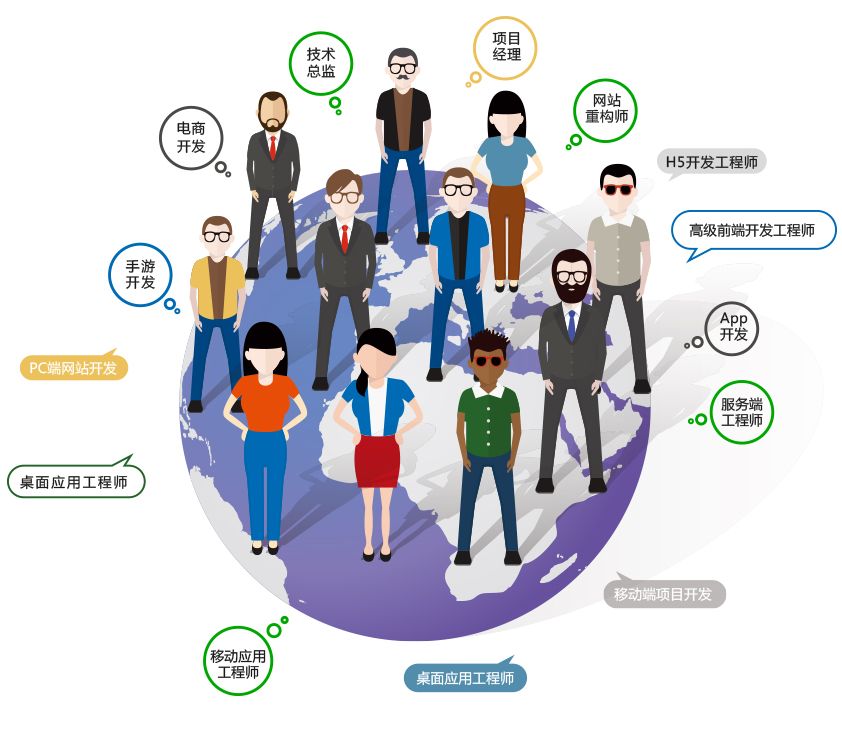 项目
经理
技术
总监
网站
重构师
电商
开发
H5开发工程师
高级前端开发工程师
手游
开发
App
开发
PC端网站开发
服务端
工程师
桌面应用工程师
移动端项目开发
移动应用
工程师
桌面应用工程师